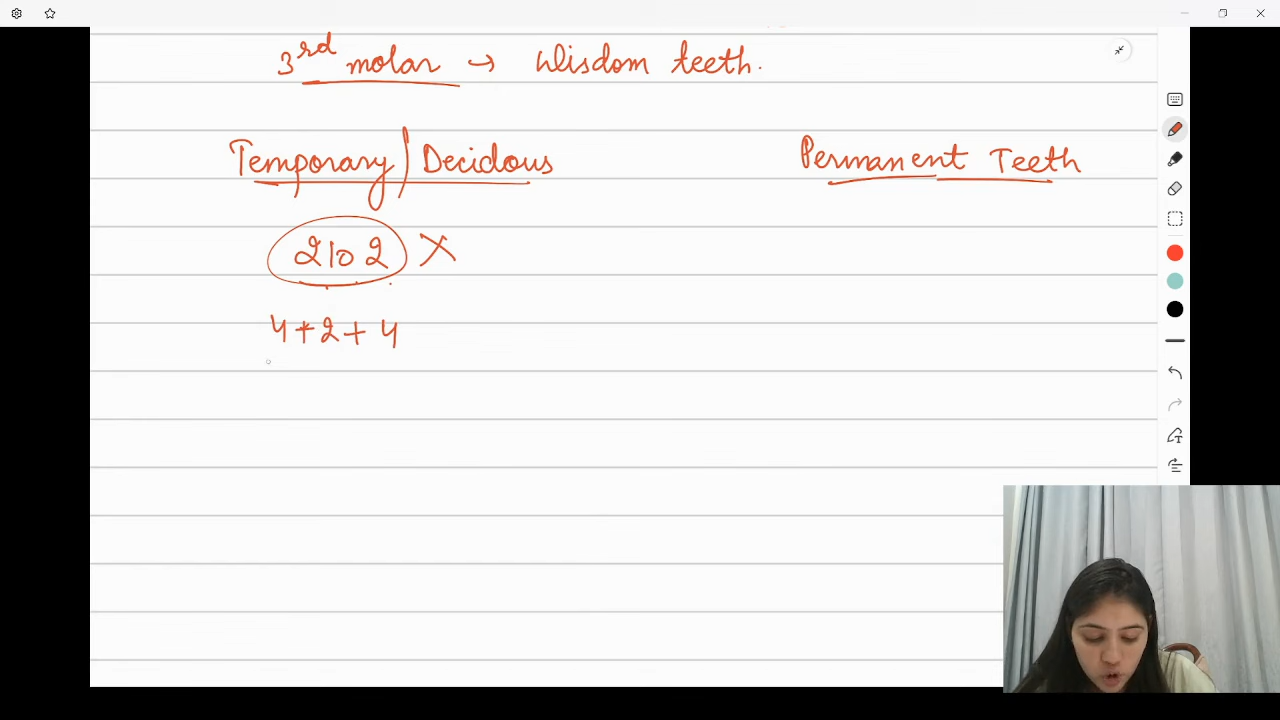 3rd molar → Wisdom teeth.
Temporary / Decidous
Permanent Teeth
2102 X
4+2+4